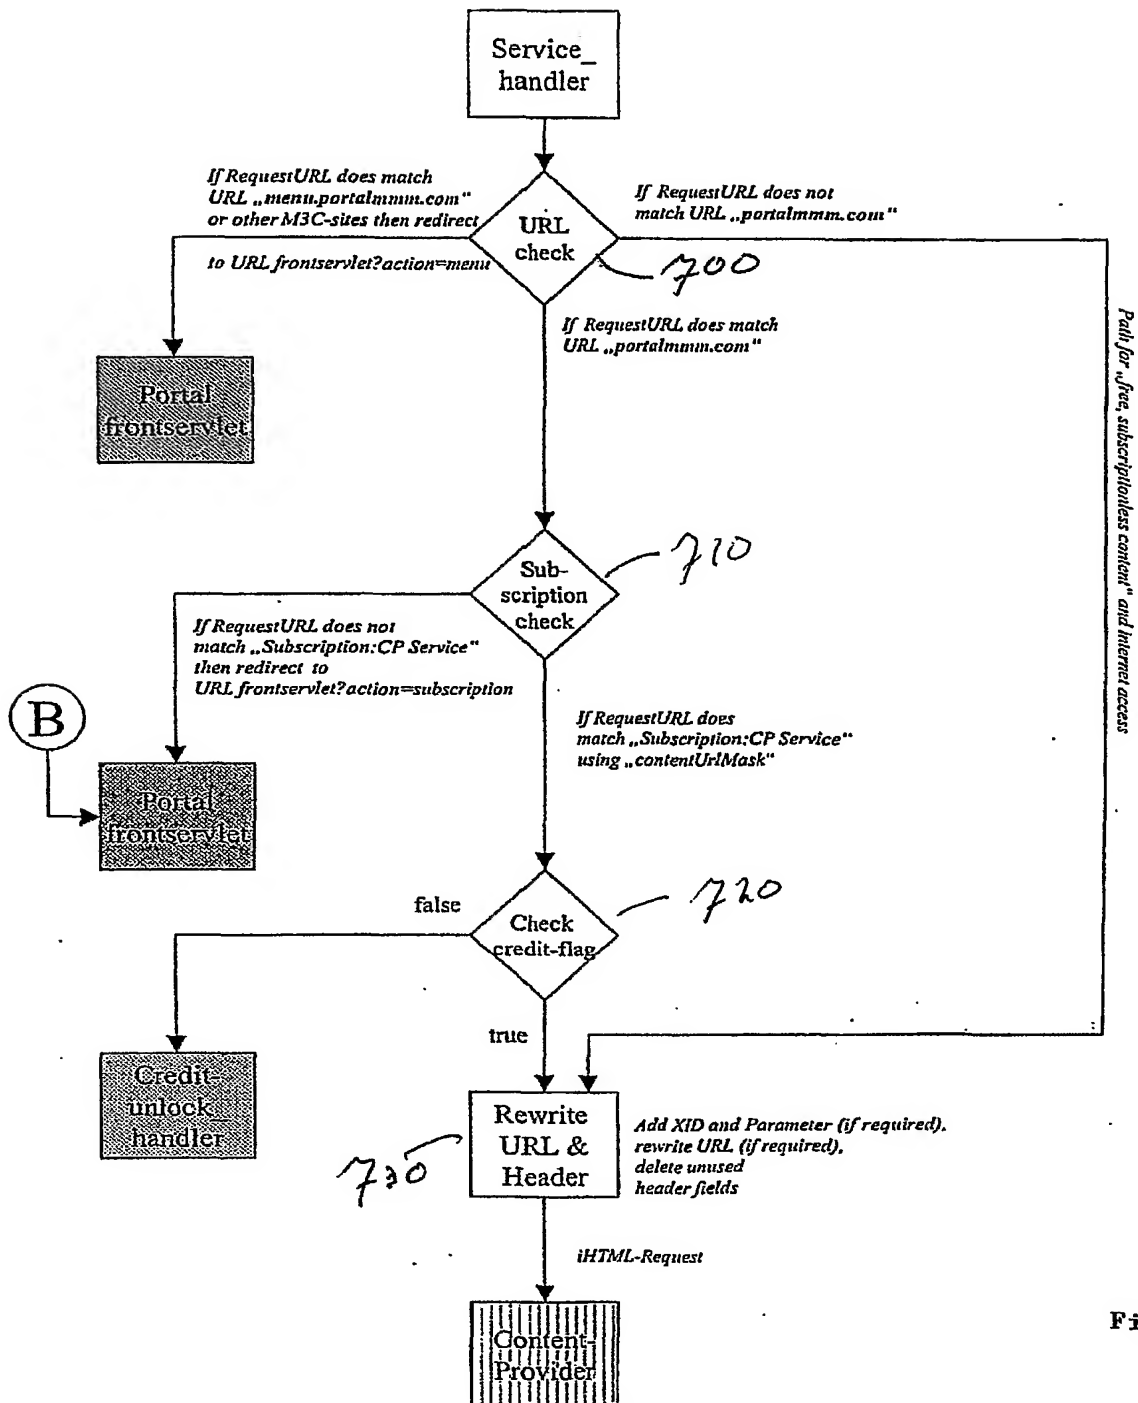 Service_
handler
If RequestURL does match
URL „menu.portalmmm.com“
or other M3C-sites then redirect
to URL frontservlet?action=menu
URL
check
700
If RequestURL does not
match URL „portalmmm.com“
If RequestURL does match
URL „portalmmm.com“
Path for „free, subscriptionless content“ and internet access
Portal
frontservlet
Sub-
scription
check
710
If RequestURL does not
match „Subscription:CP Service“
then redirect to
URL frontservlet?action=subscription
B
Portal
frontservlet
If RequestURL does
match „Subscription:CP Service“
using „contentUrlMask“
false
Check
credit-flag
720
true
Credit-
unlock_
handler
Rewrite
URL &
Header
730
Add XID and Parameter (if required),
rewrite URL (if required),
delete unused
header fields
iHTML-Request
Content-
Provider
Fi